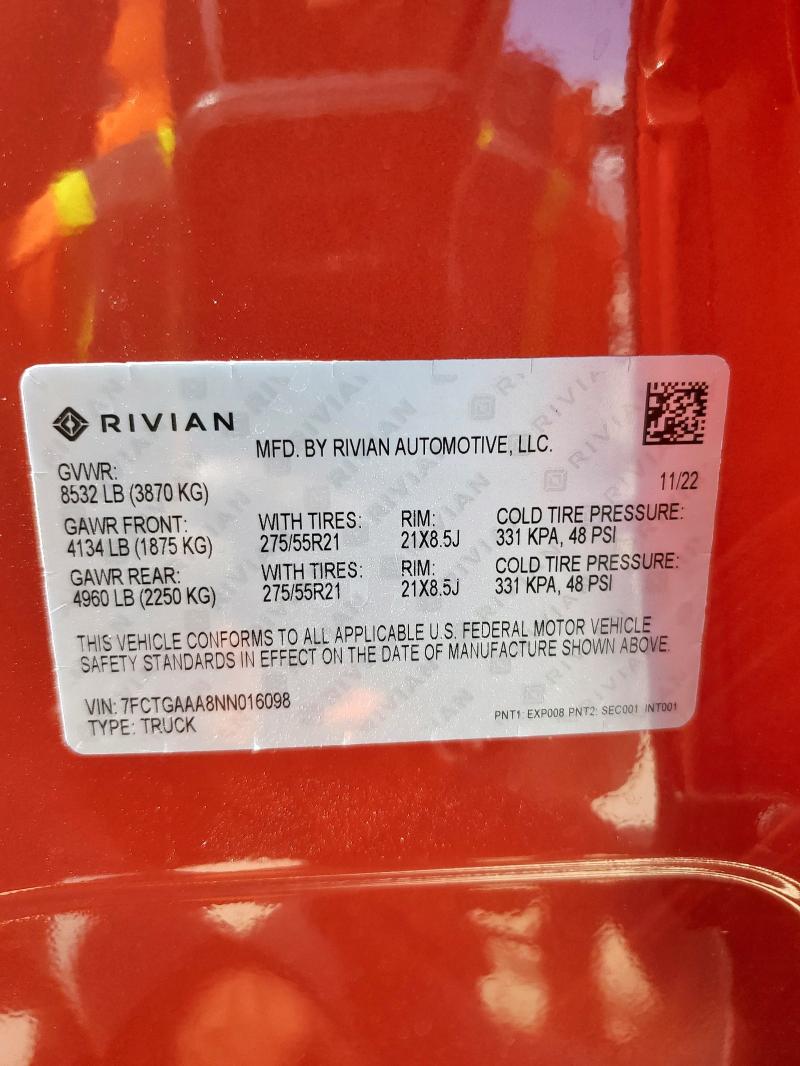 RIVIAN
MFD. BY RIVIAN AUTOMOTIVE, LLC.
GVWR:
8532 LB (3870 KG)
11/22
GAWR FRONT: WITH TIRES: RIM: COLD TIRE PRESSURE:
4134 LB (1875 KG) 275/55R21 21X8.5J 331 KPA, 48 PSI
GAWR REAR: WITH TIRES: RIM: COLD TIRE PRESSURE:
4960 LB (2250 KG) 275/55R21 21X8.5J 331 KPA, 48 PSI
THIS VEHICLE CONFORMS TO ALL APPLICABLE U.S. FEDERAL MOTOR VEHICLE
SAFETY STANDARDS IN EFFECT ON THE DATE OF MANUFACTURE SHOWN ABOVE.
VIN: 7FCTGAAA8NN016098
TYPE: TRUCK
PNT1: EXP008 PNT2: SEC001 INT001